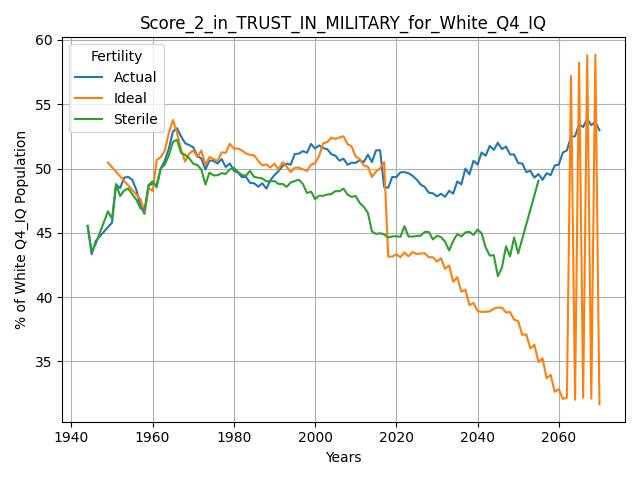 Score_2_in_TRUST_IN_MILITARY_for_White_Q4_IQ
Fertility
Actual
Ideal
Sterile
% of White Q4_IQ Population
60
55
50
45
40
35
1940
1960
1980
2000
2020
2040
2060
Years